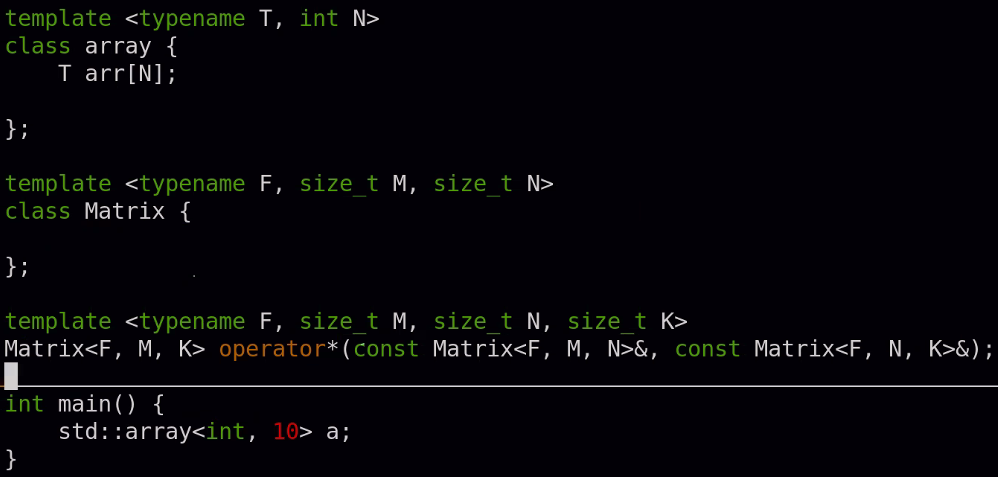 template <typename T, int N>
class array {
    T arr[N];
};
template <typename F, size_t M, size_t N>
class Matrix {
};
template <typename F, size_t M, size_t N, size_t K>
Matrix<F, M, K> operator*(const Matrix<F, M, N>&, const Matrix<F, N, K>&);
int main() {
    std::array<int, 10> a;
}